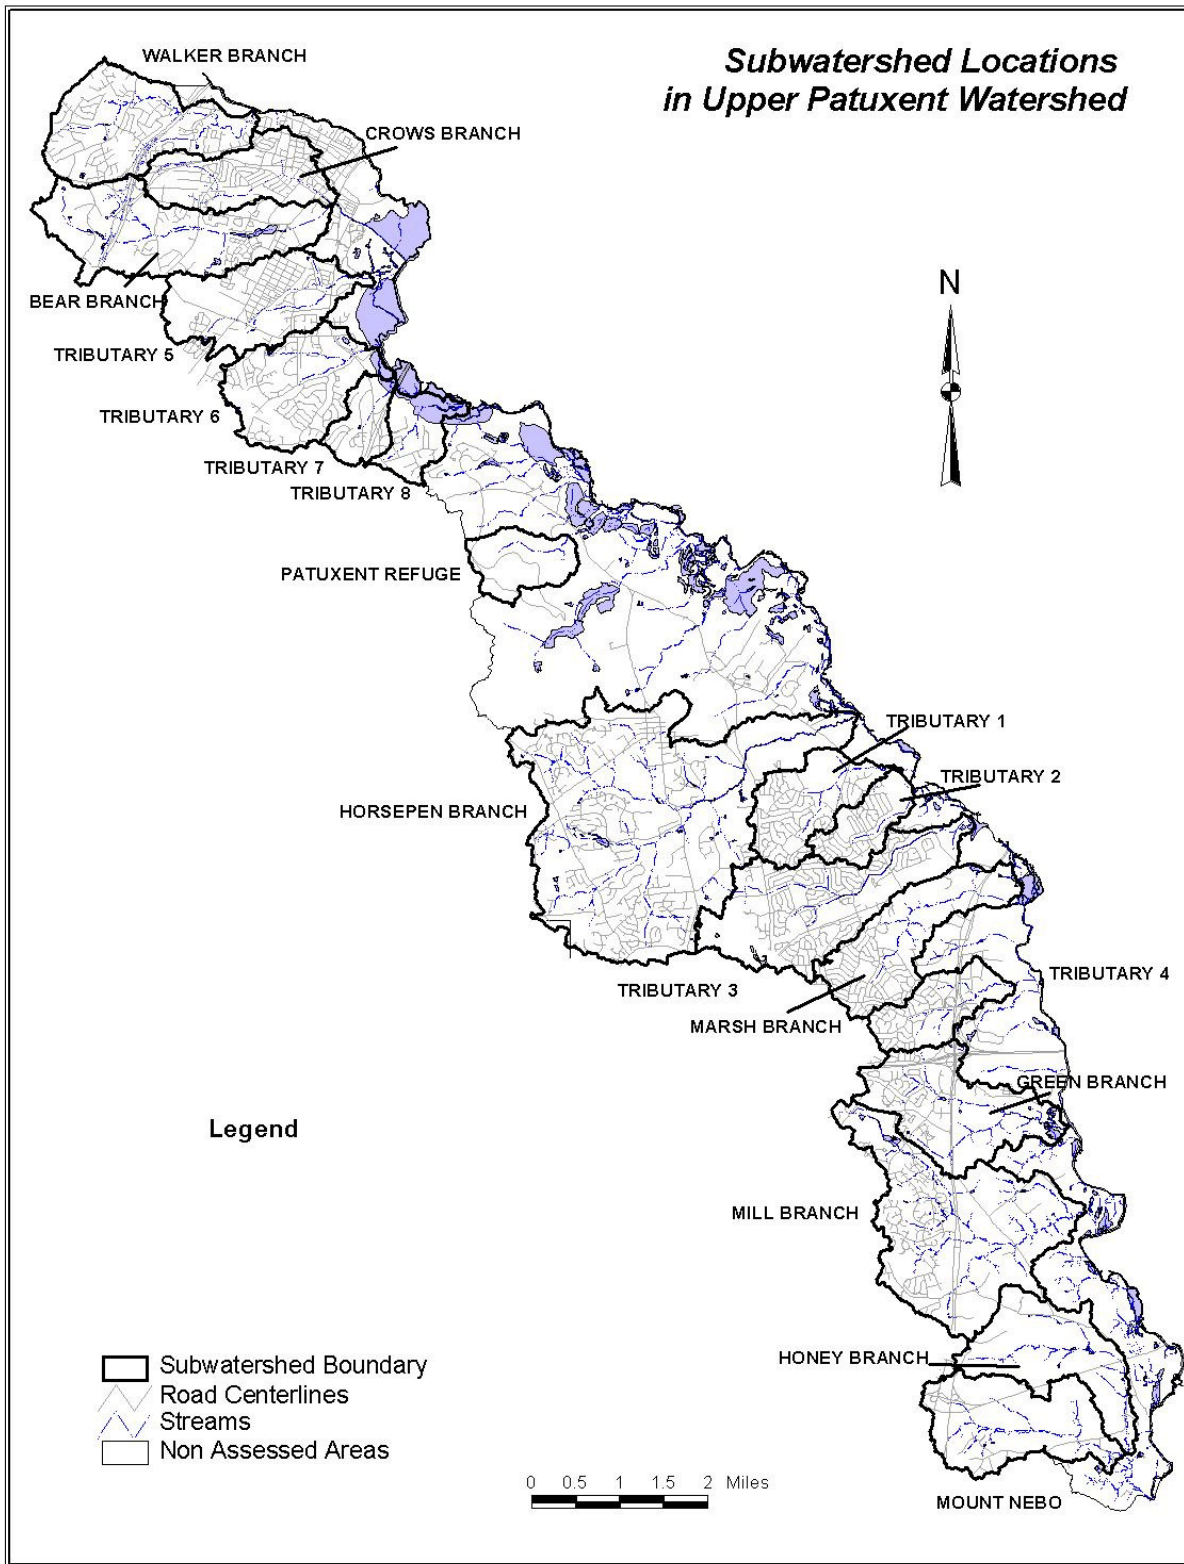 Subwatershed Locations
in Upper Patuxent Watershed
WALKER BRANCH
CROWS BRANCH
N
BEAR BRANCH
TRIBUTARY 5
TRIBUTARY 6
TRIBUTARY 7
TRIBUTARY 8
PATUXENT REFUGE
TRIBUTARY 1
TRIBUTARY 2
HORSEPEN BRANCH
TRIBUTARY 4
TRIBUTARY 3
MARSH BRANCH
GREEN BRANCH
Legend
MILL BRANCH
HONEY BRANCH
Subwatershed Boundary
Road Centerlines
Streams
Non Assessed Areas
0 0.5 1 1.5 2 Miles
MOUNT NEBO